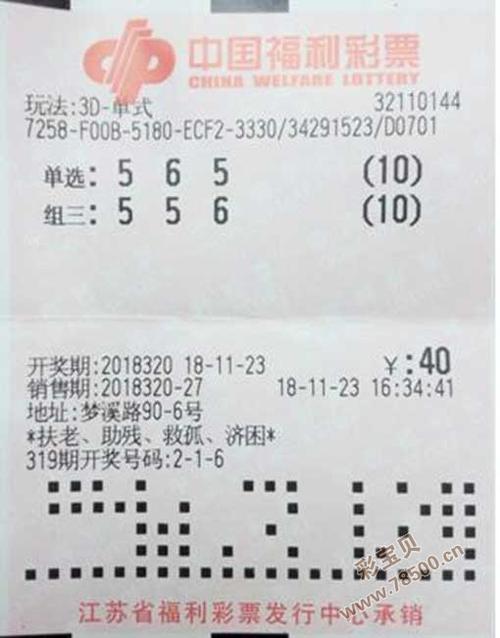 中国福利彩票
CHINA WELFARE LOTTERY
玩法:3D-单式 32110144
7258-F00B-5180-ECF2-3330/34291523/D0701
单选: 5 6 5 (10)
组三: 5 5 6 (10)
开奖期:2018320 18-11-23 ¥:40
销售期:2018320-27 18-11-23 16:34:41
地址:梦溪路90-6号
*扶老、助残、救孤、济困*
319期开奖号码:2-1-6
彩宝贝
www.78500.cn
江苏省福利彩票发行中心承销